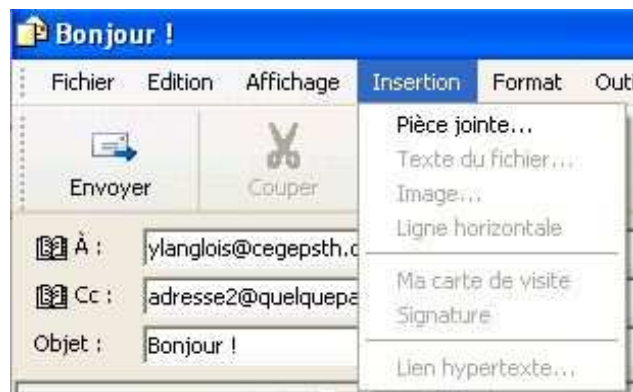 Bonjour !
Fichier Edition Affichage Insertion Format
Pièce jointe...
Texte du fichier...
Image...
Ligne horizontale
Ma carte de visite
Signature
Lien hypertexte...
Envoyer Couper
À : ylanglois@cegepsth.c
Cc : adresse2@quelquepa
Objet : Bonjour !